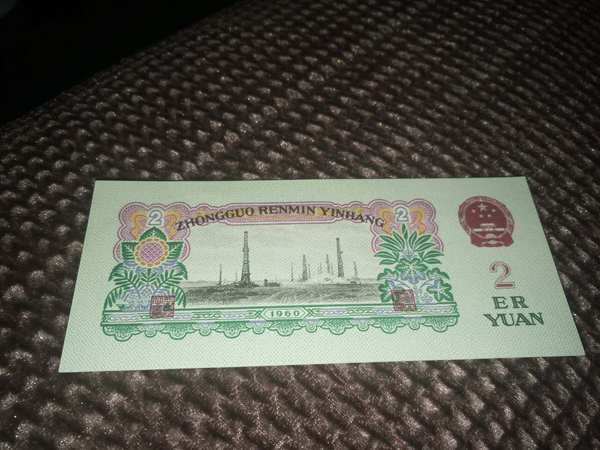 ZHONGGUO RENMIN YINHANG
2
2
1960
2
ER
YUAN